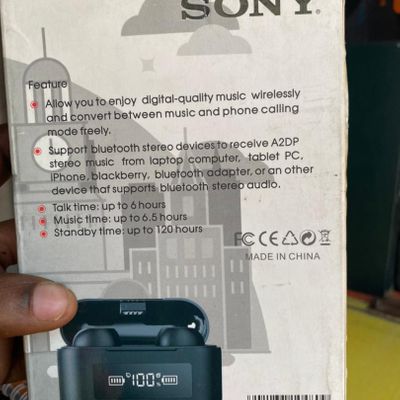 SONY®
Feature
Allow you to enjoy digital-quality music wirelessly
and convert between music and phone calling
mode freely.
Support bluetooth stereo devices to receive A2DP
stereo music from laptop computer, tablet PC,
iPhone, blackberry, bluetooth adapter, or an other
device that supports bluetooth stereo audio.
Talk time: up to 6 hours
Music time: up to 6.5 hours
Standby time: up to 120 hours
FC CE
MADE IN CHINA
100%